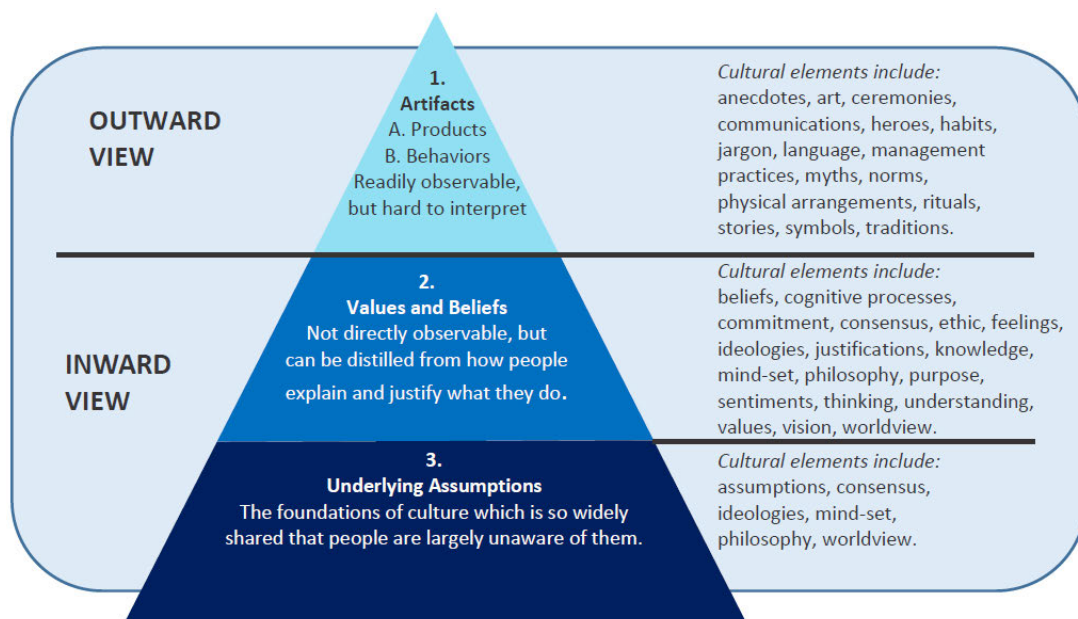 OUTWARD
VIEW
1.
Artifacts
A. Products
B. Behaviors
Readily observable,
but hard to interpret
Cultural elements include:
anecdotes, art, ceremonies,
communications, heroes, habits,
jargon, language, management
practices, myths, norms,
physical arrangements, rituals,
stories, symbols, traditions.
INWARD
VIEW
2.
Values and Beliefs
Not directly observable, but
can be distilled from how people
explain and justify what they do.
Cultural elements include:
beliefs, cognitive processes,
commitment, consensus, ethic, feelings,
ideologies, justifications, knowledge,
mind-set, philosophy, purpose,
sentiments, thinking, understanding,
values, vision, worldview.
3.
Underlying Assumptions
The foundations of culture which is so widely
shared that people are largely unaware of them.
Cultural elements include:
assumptions, consensus,
ideologies, mind-set,
philosophy, worldview.